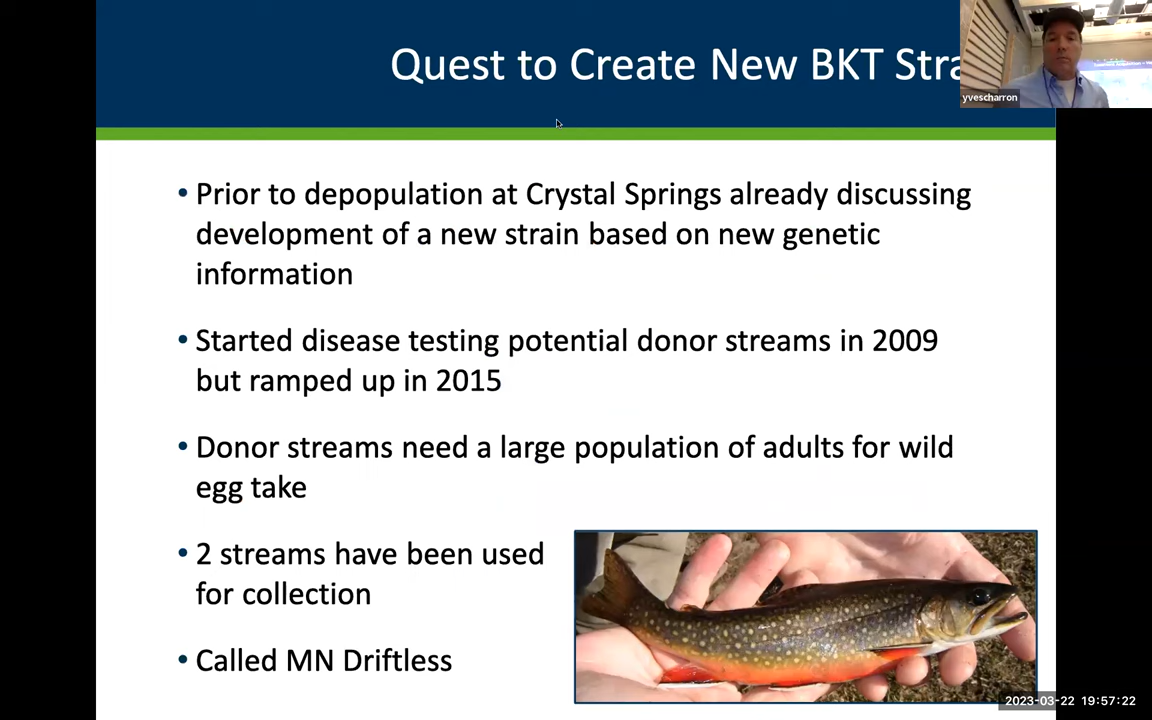 Quest to Create New BKT Stra
yvescharron
• Prior to depopulation at Crystal Springs already discussing
development of a new strain based on new genetic
information
• Started disease testing potential donor streams in 2009
but ramped up in 2015
• Donor streams need a large population of adults for wild
egg take
• 2 streams have been used
for collection
• Called MN Driftless
2023-03-22 19:57:22